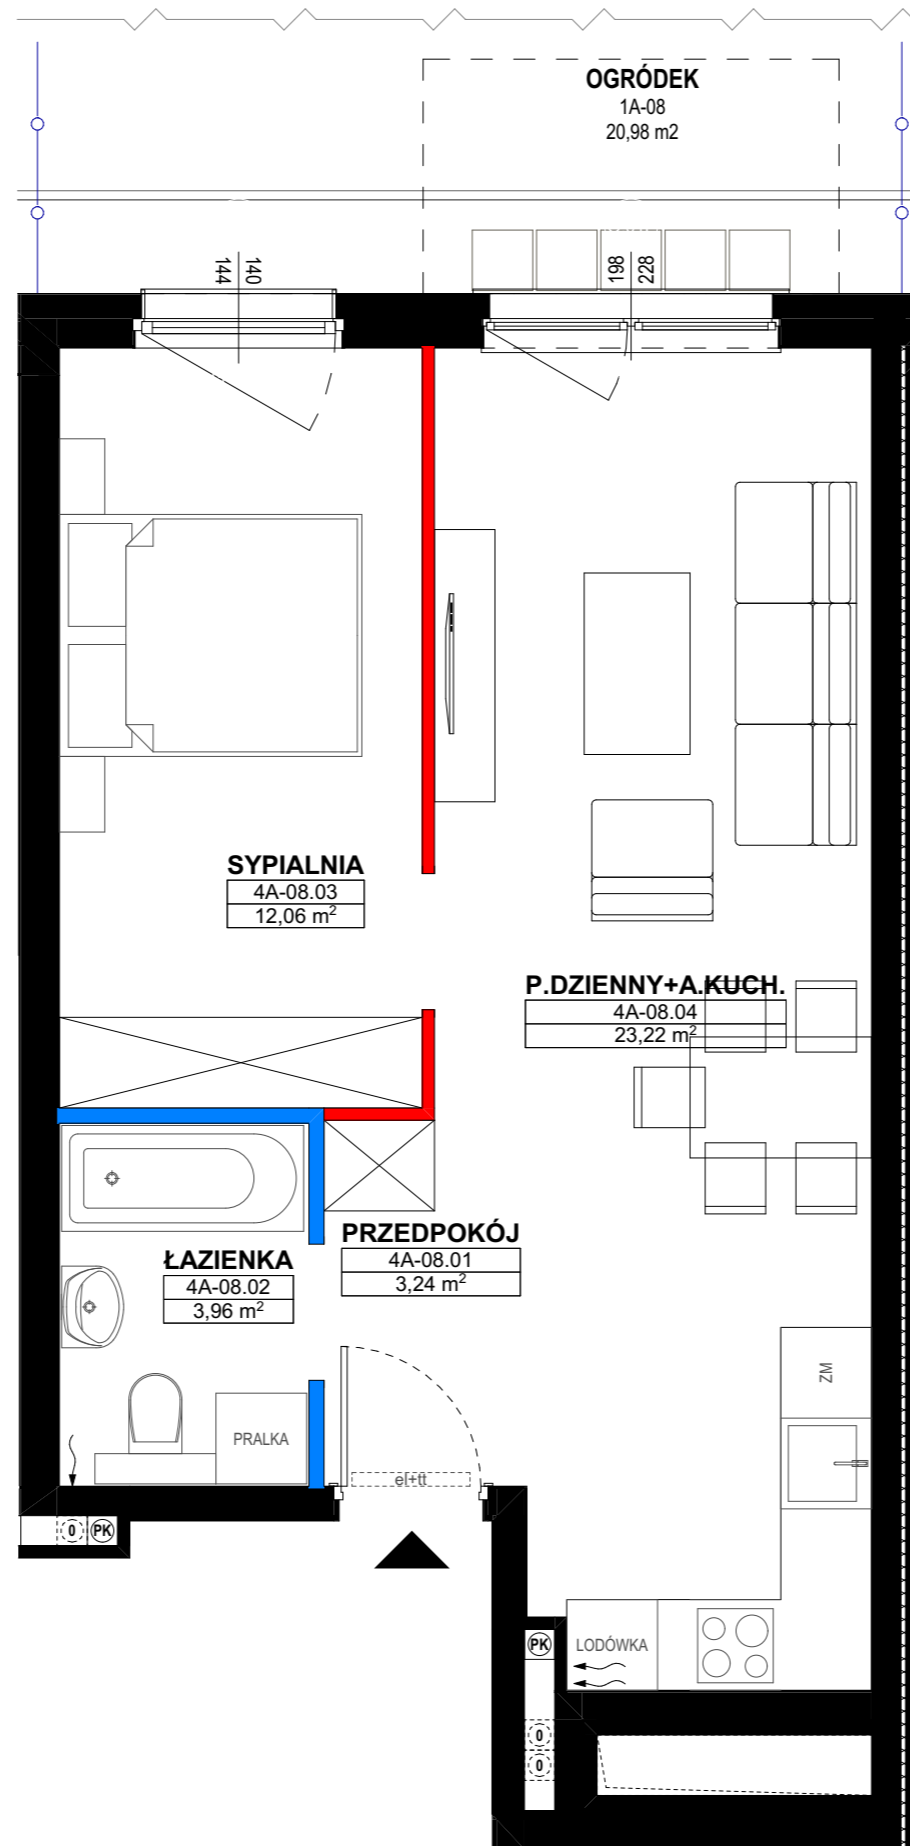 OGRÓDEK
1A-08
20,98 m2
144
140
198
228
SYPIALNIA
4A-08.03
12,06 m²
P.DZIENNY+A.KUCH.
4A-08.04
23,22 m²
PRZEDPOKÓJ
4A-08.01
3,24 m²
ŁAZIENKA
4A-08.02
3,96 m²
ZM
PRALKA
el+tt
0
PK
PK
LODÓWKA
0
0